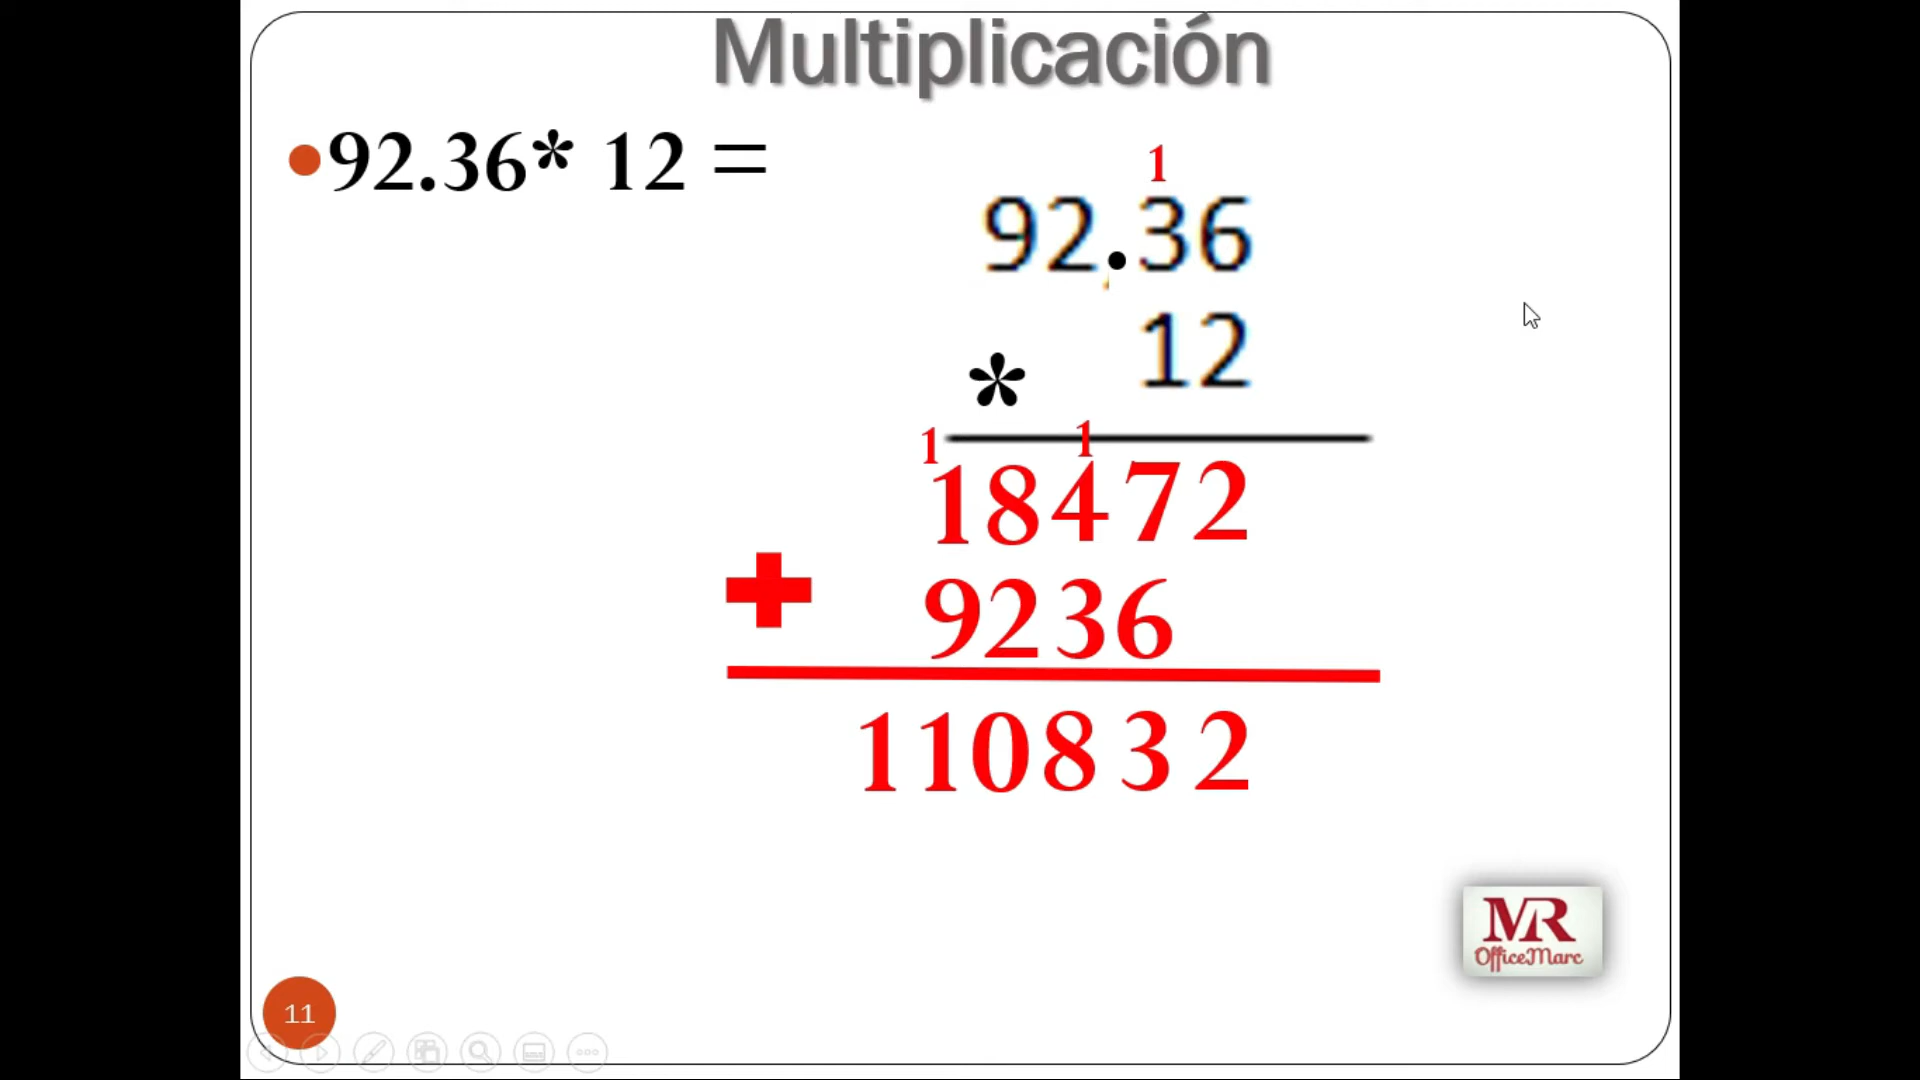 Multiplicación
92.36* 12 =
1
92.36
12
*
1 1
18472
+
9236
110832
MR
OfficeMarc
11